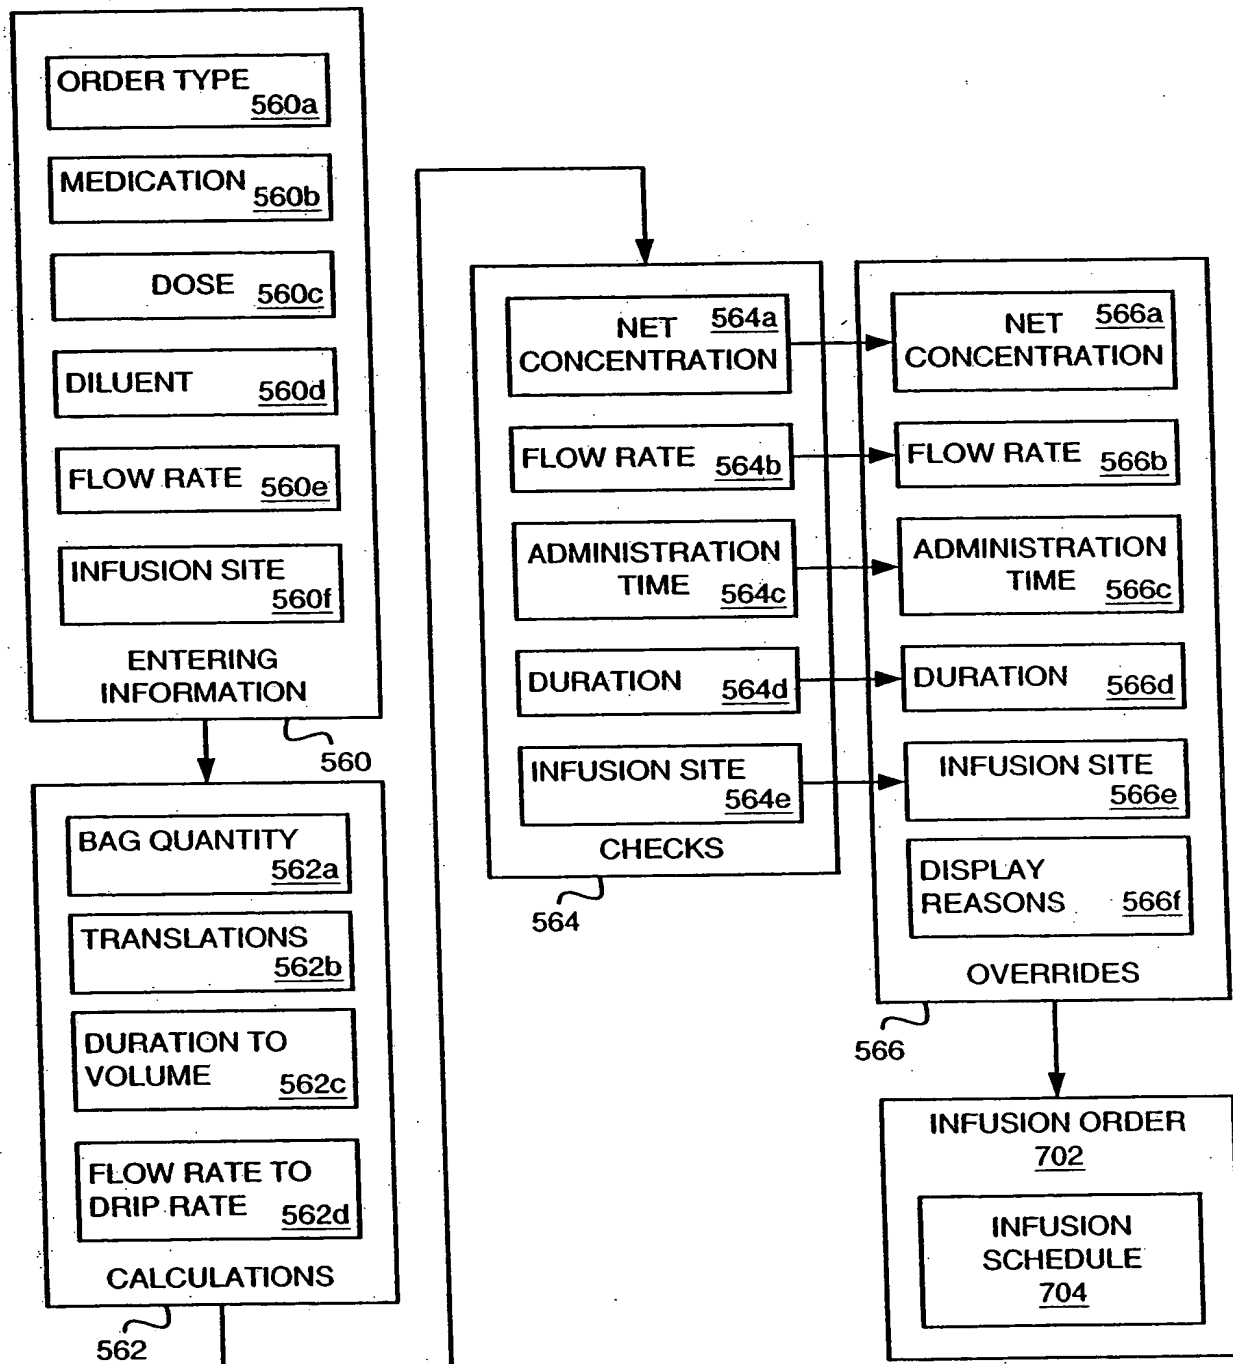 ORDER TYPE
560a
MEDICATION
560b
DOSE 560c
DILUENT
560d
FLOW RATE 560e
INFUSION SITE
560f
ENTERING
INFORMATION
560
BAG QUANTITY
562a
TRANSLATIONS
562b
DURATION TO
VOLUME 562c
FLOW RATE TO
DRIP RATE 562d
CALCULATIONS
562
NET 564a
CONCENTRATION
FLOW RATE 564b
ADMINISTRATION
TIME 564c
DURATION 564d
INFUSION SITE
564e
CHECKS
564
NET 566a
CONCENTRATION
FLOW RATE 566b
ADMINISTRATION
TIME 566c
DURATION 566d
INFUSION SITE
566e
DISPLAY
REASONS 566f
OVERRIDES
566
INFUSION ORDER
702
INFUSION
SCHEDULE
704